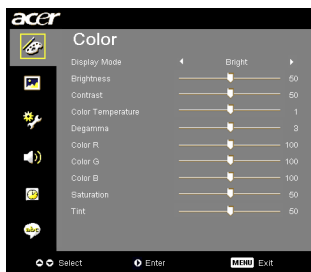 acer
Color
Display Mode Bright
Brightness 50
Contrast 50
Color Temperature 1
Degamma 3
Color R 100
Color G 100
Color B 100
Saturation 50
Tint 50
abc
Select Enter MENU Exit